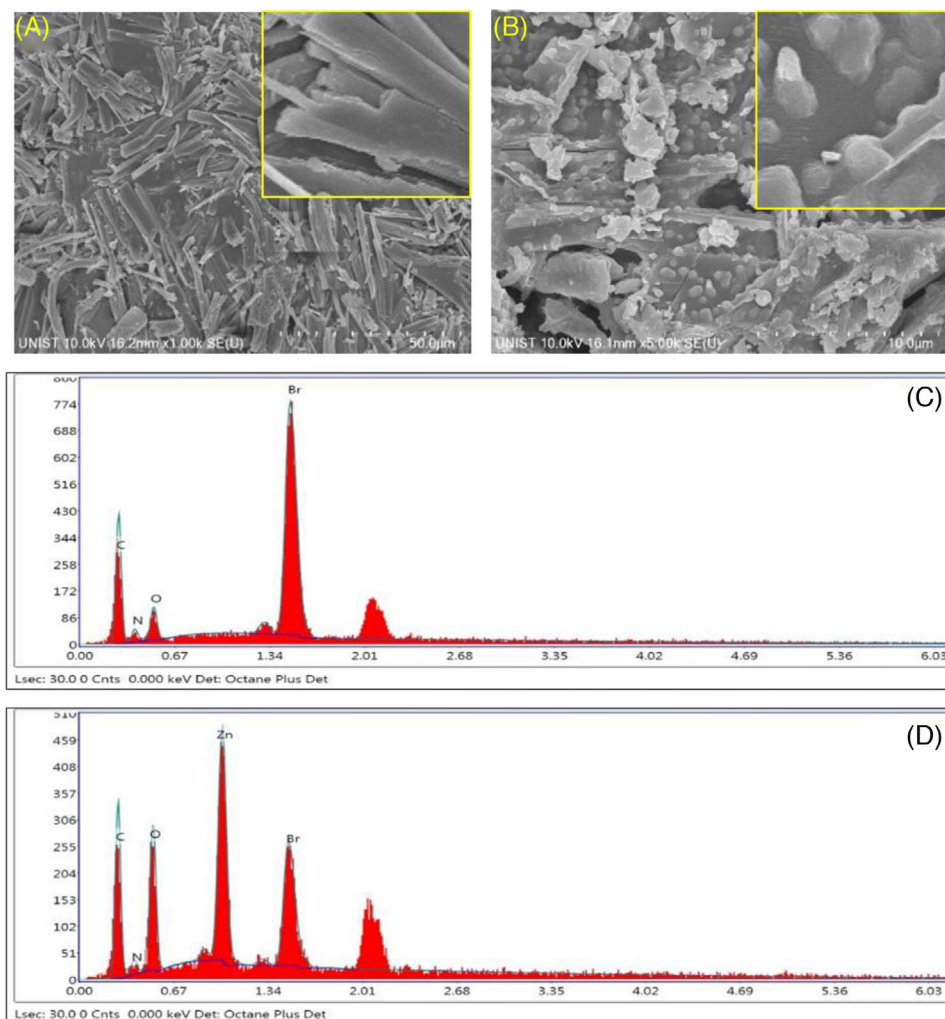 (A)
(B)
UNIST 10.0kV 16.2mm x1.00k SE(U) 50.0μm
UNIST 10.0kV 16.1mm x5.00k SE(U) 10.0μm
(C)
800
774
688
602
516
430
344
258
172
86
0
Br
C
N
O
0.00 0.67 1.34 2.01 2.68 3.35 4.02 4.69 5.36 6.03
Lsec: 30.0 0 Cnts 0.000 keV Det: Octane Plus Det
(D)
510
459
408
357
306
255
204
153
102
51
0
Zn
C
O
Br
N
0.00 0.67 1.34 2.01 2.68 3.35 4.02 4.69 5.36 6.03
Lsec: 30.0 0 Cnts 0.000 keV Det: Octane Plus Det